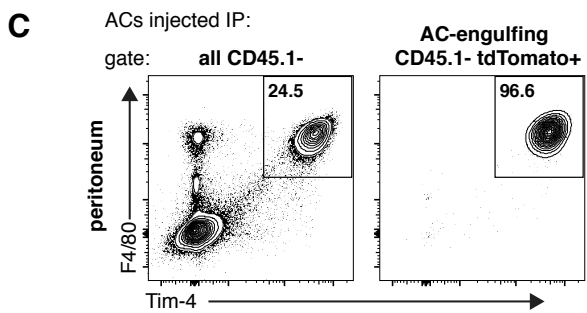 C
ACs injected IP:
gate:
all CD45.1-
AC-engulfing
CD45.1- tdTomato+
24.5
96.6
peritoneum
F4/80
Tim-4